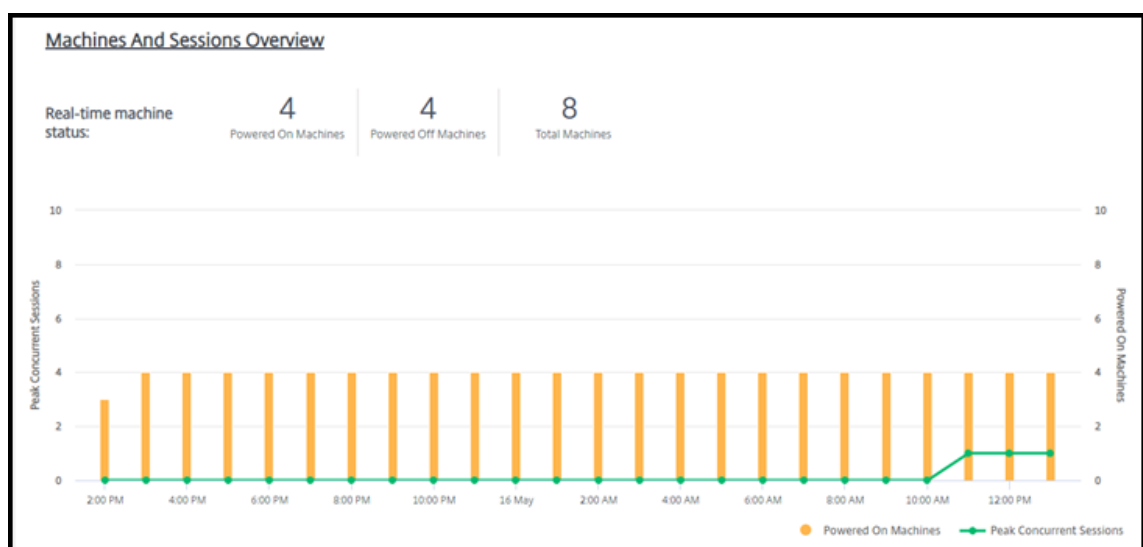 Machines And Sessions Overview
Real-time machine status:
4
Powered On Machines
4
Powered Off Machines
8
Total Machines
10
8
6
4
2
0
Peak Concurrent Sessions
10
8
6
4
2
0
Powered On Machines
2:00 PM 4:00 PM 6:00 PM 8:00 PM 10:00 PM 16 May 2:00 AM 4:00 AM 6:00 AM 8:00 AM 10:00 AM 12:00 PM
Powered On Machines Peak Concurrent Sessions